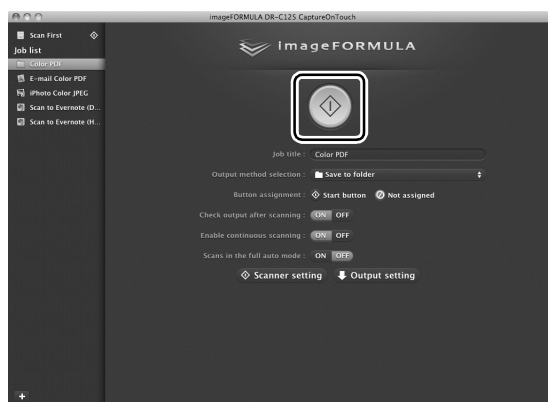 imageFORMULA DR-C125 CaptureOnTouch
Scan First
Job list
Color PDF
E-mail Color PDF
iPhoto Color JPEG
Scan to Evernote (D...
Scan to Evernote (H...
imageFORMULA
Job title : Color PDF
Output method selection : Save to folder
Button assignment : Start button Not assigned
Check output after scanning : ON OFF
Enable continuous scanning : ON OFF
Scans in the full auto mode : ON OFF
Scanner setting Output setting